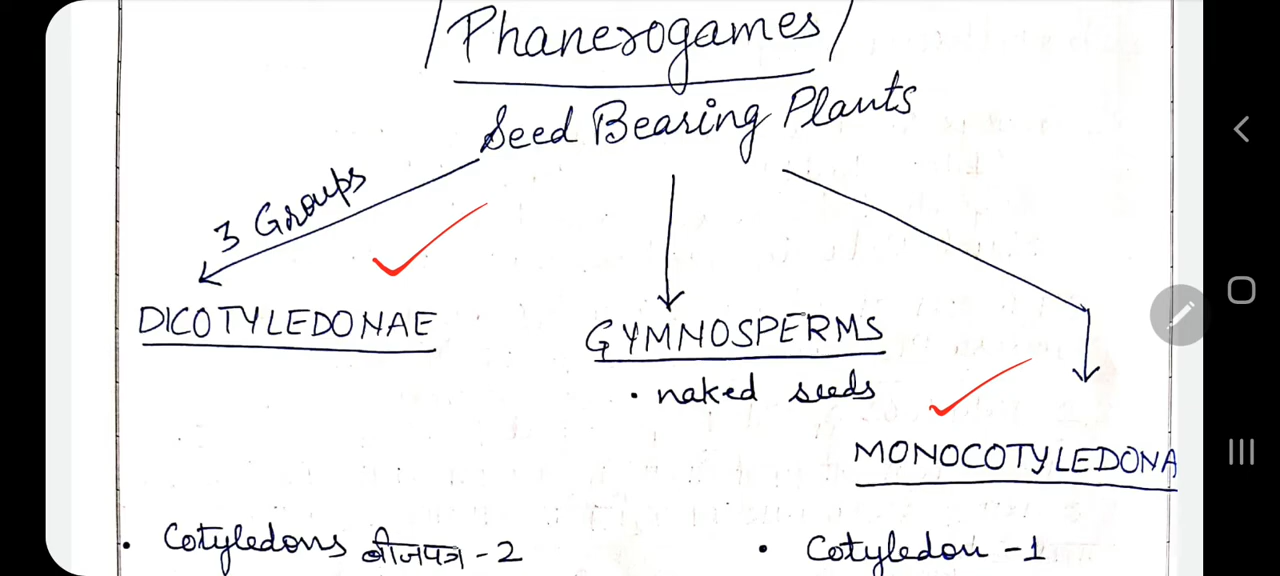 Phanerogames
Seed Bearing Plants
3 Groups
DICOTYLEDONAE
GYMNOSPERMS
• naked seeds
MONOCOTYLEDONA
• Cotyledons बीजपत्र - 2
• Cotyledon - 1